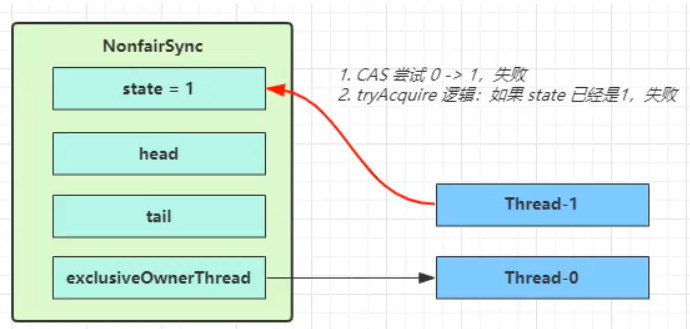 NonfairSync
state = 1
head
tail
exclusiveOwnerThread
1. CAS 尝试 0 -> 1，失败
2. tryAcquire 逻辑：如果 state 已经是1，失败
Thread-1
Thread-0